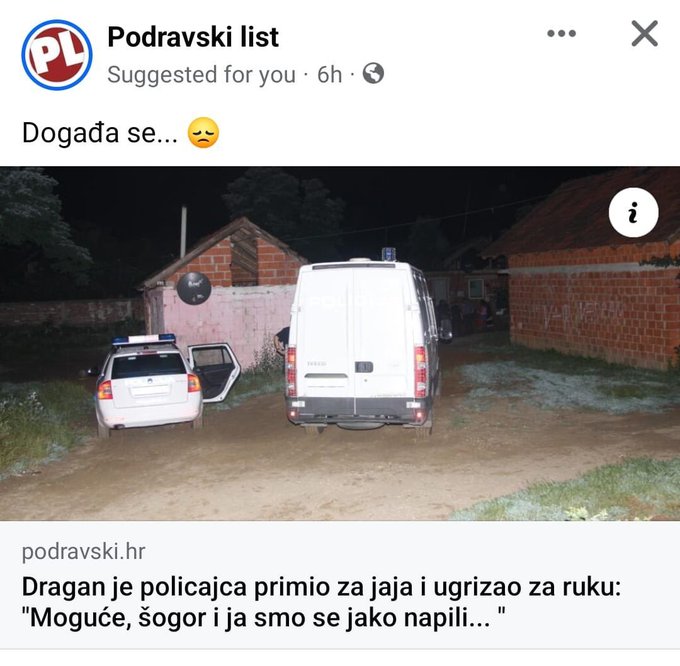 PL
Podravski list
Suggested for you · 6h ·
Događa se... 😞
i
podravski.hr
Dragan je policajca primio za jaja i ugrizao za ruku:
"Moguće, šogor i ja smo se jako napili... "